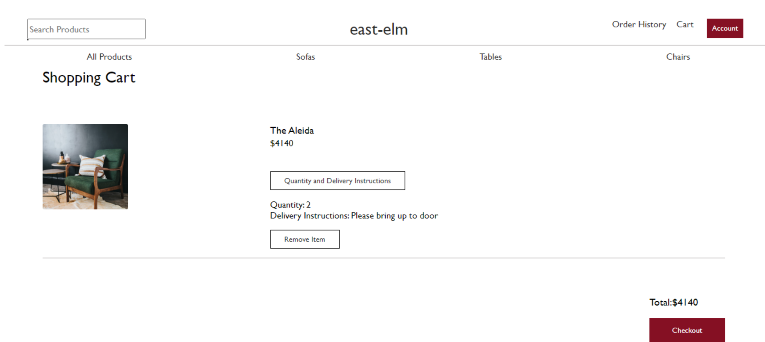 Search Products
east-elm
Order History Cart Account
All Products Sofas Tables Chairs
Shopping Cart
The Aleida
$4140
Quantity and Delivery Instructions
Quantity: 2
Delivery Instructions: Please bring up to door
Remove Item
Total:$4140
Checkout